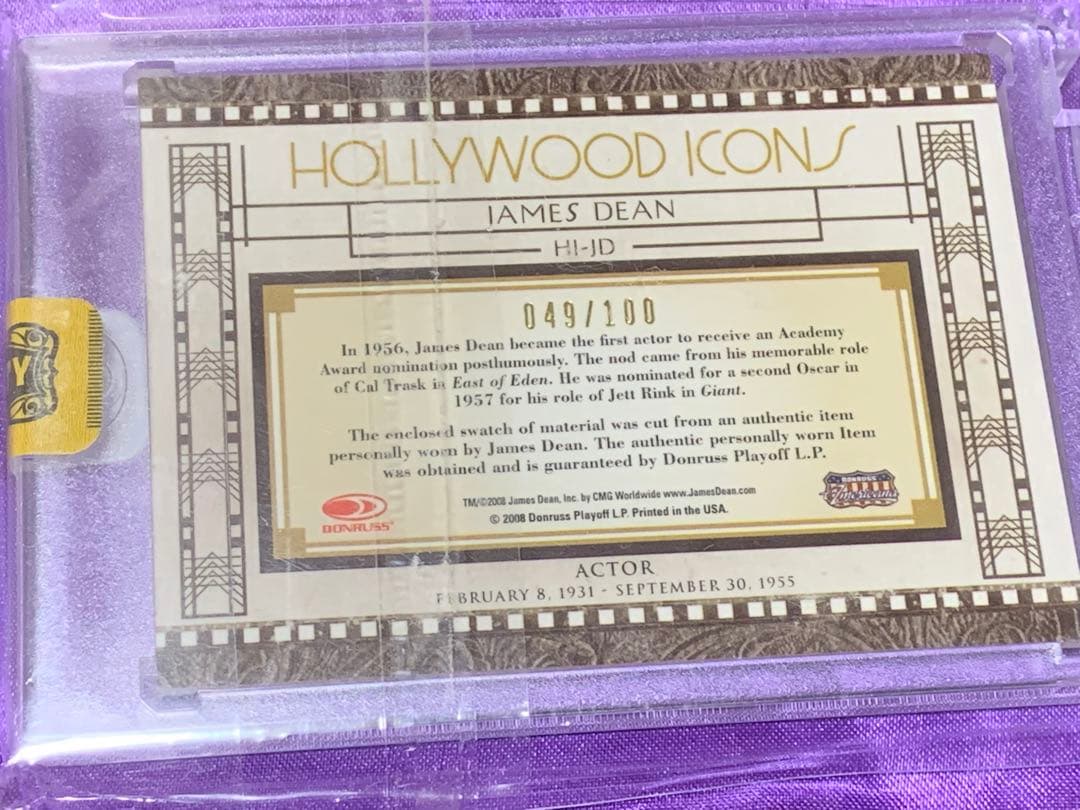 HOLLYWOOD ICONS
JAMES DEAN
HI-JD
049/100
In 1956, James Dean became the first actor to receive an Academy
Award nomination posthumously. The nod came from his memorable role
of Cal Trask in East of Eden. He was nominated for a second Oscar in
1957 for his role of Jett Rink in Giant.
The enclosed swatch of material was cut from an authentic item
personally worn by James Dean. The authentic personally worn Item
was obtained and is guaranteed by Donruss Playoff L.P.
TM/©2008 James Dean, Inc. by CMG Worldwide www.JamesDean.com
© 2008 Donruss Playoff L.P. Printed in the USA.
DONRUSS
DONRUSS
Americana
ACTOR
FEBRUARY 8, 1931 - SEPTEMBER 30, 1955
Y